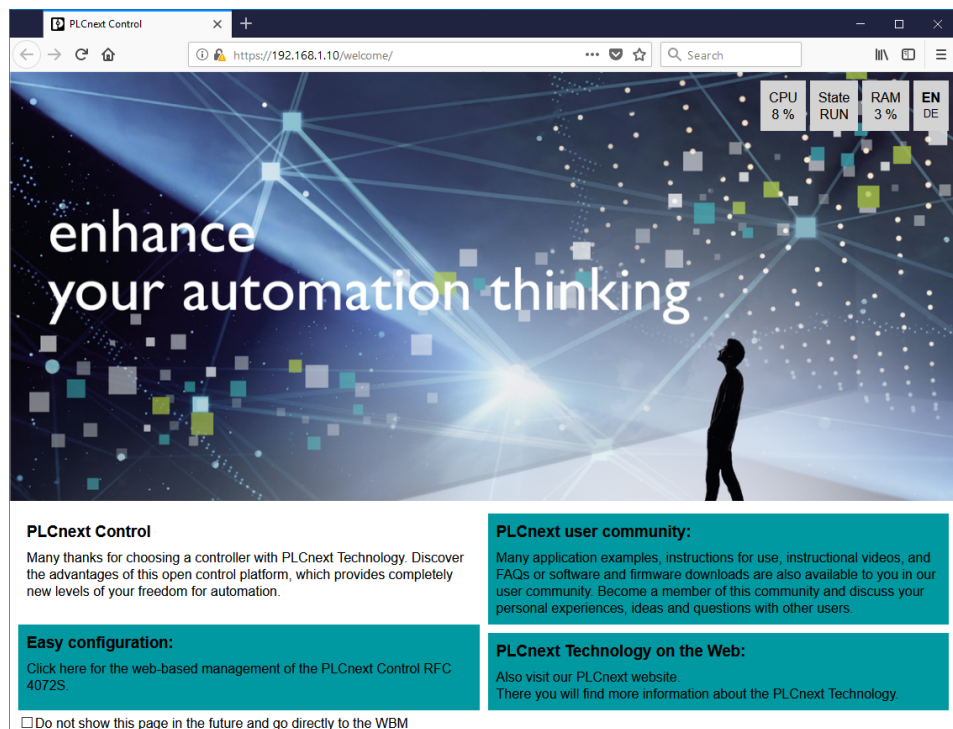 PLCnext Control
https://192.168.1.10/welcome/
Search
CPU
8 %
State
RUN
RAM
3 %
EN
DE
enhance
your automation thinking
PLCnext Control
Many thanks for choosing a controller with PLCnext Technology. Discover
the advantages of this open control platform, which provides completely
new levels of your freedom for automation.
Easy configuration:
Click here for the web-based management of the PLCnext Control RFC
4072S.
PLCnext user community:
Many application examples, instructions for use, instructional videos, and
FAQs or software and firmware downloads are also available to you in our
user community. Become a member of this community and discuss your
personal experiences, ideas and questions with other users.
PLCnext Technology on the Web:
Also visit our PLCnext website.
There you will find more information about the PLCnext Technology.
Do not show this page in the future and go directly to the WBM